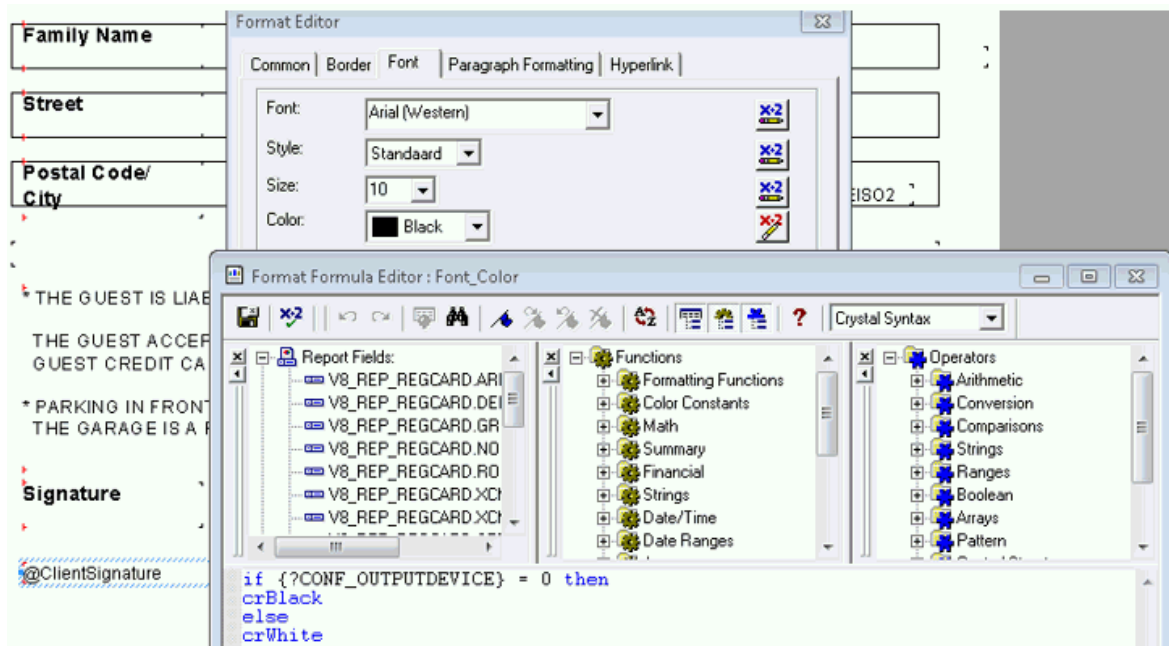 Format Editor
Family Name
Common Border Font Paragraph Formatting Hyperlink
Street
Font: Arial (Western)
Style: Standaard
Postal Code/
City
Size: 10
EISO2
Color: Black
Format Formula Editor : Font_Color
* THE GUEST IS LIAB
THE GUEST ACCEP
GUEST CREDIT CA
* PARKING IN FRONT
THE GARAGE IS A
Signature
@ClientSignature
Crystal Syntax
Report Fields:
V8_REP_REGCARD.ARI
V8_REP_REGCARD.DEI
V8_REP_REGCARD.GR
V8_REP_REGCARD.NO
V8_REP_REGCARD.RO
V8_REP_REGCARD.XCI
V8_REP_REGCARD.XCI
Functions
Formatting Functions
Color Constants
Math
Summary
Financial
Strings
Date/Time
Date Ranges
Operators
Arithmetic
Conversion
Comparisons
Strings
Ranges
Boolean
Arrays
Pattern
if {?CONF_OUTPUTDEVICE} = 0 then
crBlack
else
crWhite